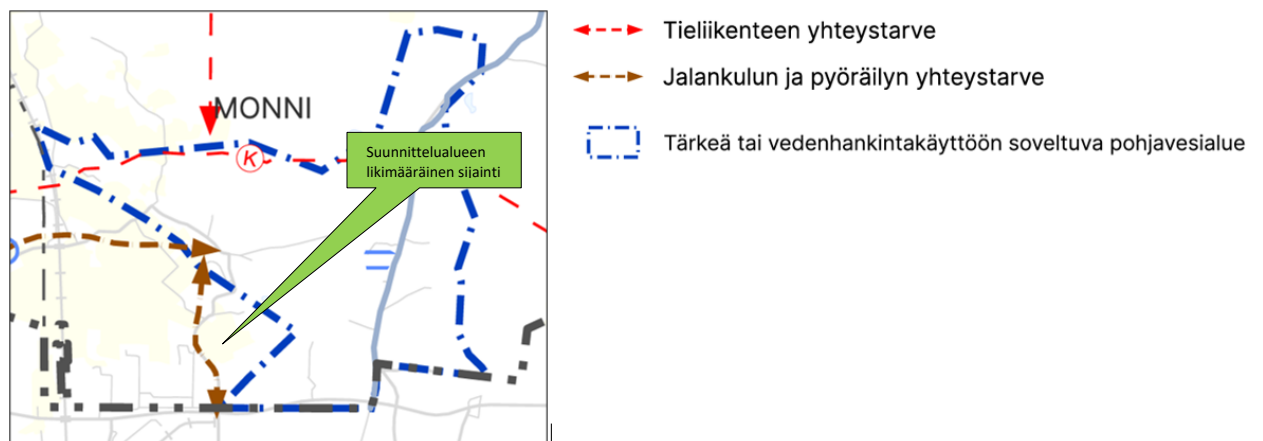 MONNI
K
Suunnittelualueen
likimääräinen sijainti
Tieliikenteen yhteystarve
Jalankulun ja pyöräilyn yhteystarve
Tärkeä tai vedenhankintakäyttöön soveltuva pohjavesialue